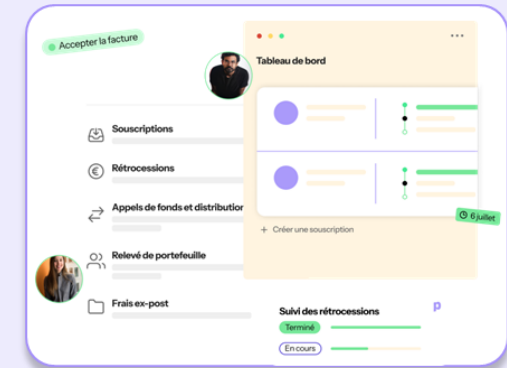 Accepter la facture
Tableau de bord
Souscriptions
Rétrocessions
Appels de fonds et distribution
Relevé de portefeuille
Frais ex-post
6 juillet
+ Créer une souscription
Suivi des rétrocessions
Terminé
En cours